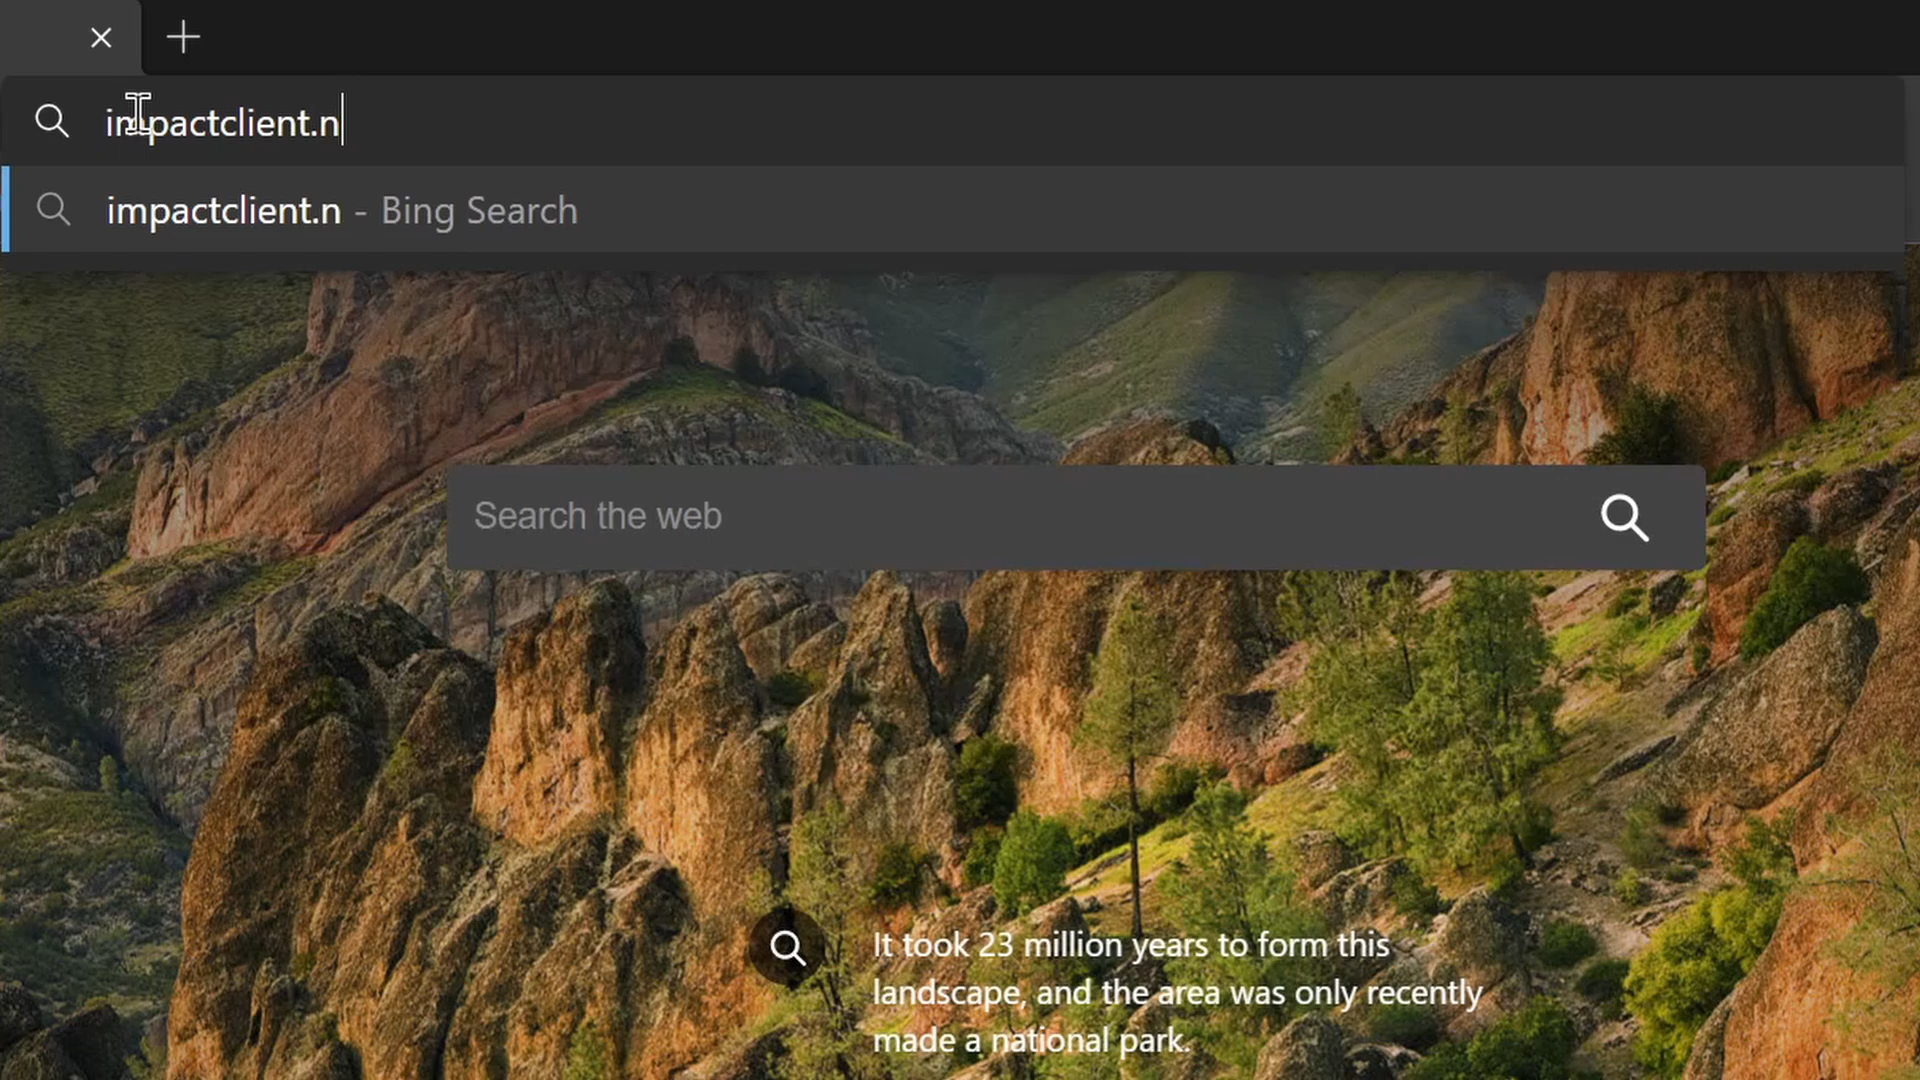 impactclient.n
impactclient.n - Bing Search
Search the web
It took 23 million years to form this
landscape, and the area was only recently
made a national park.